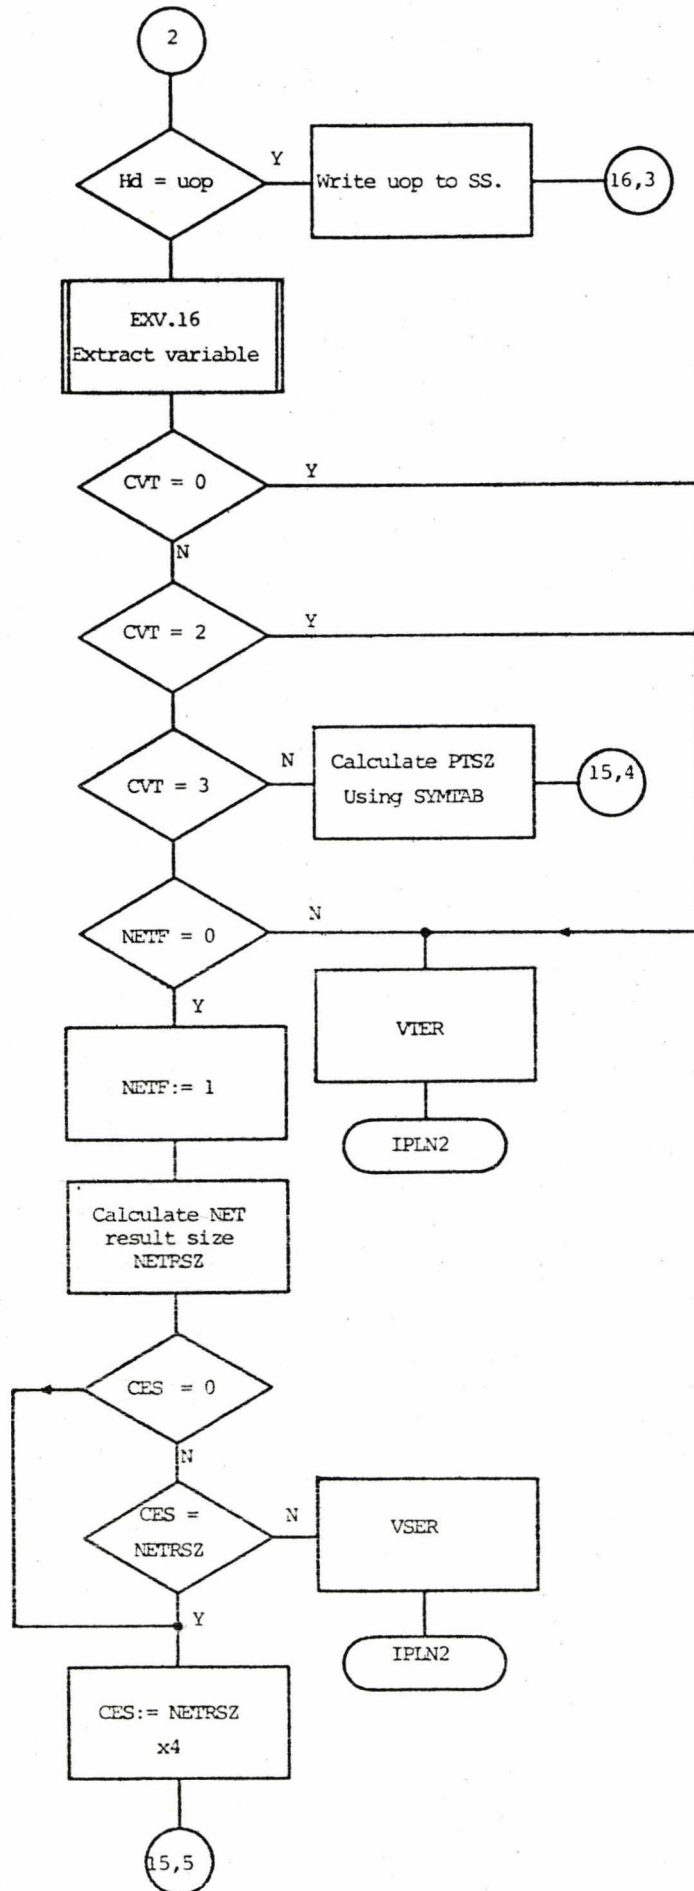 2
Hd = uop
Y
Write uop to SS.
16,3
EXV.16
Extract variable
CVT = 0
Y
N
CVT = 2
Y
CVT = 3
N
Calculate PTSZ
Using SYMTAB
15,4
NETF = 0
N
Y
VTER
NETF:= 1
IPLN2
Calculate NET
result size
NETRSZ
CES = 0
N
CES =
NETRSZ
N
VSER
Y
IPLN2
CES:= NETRSZ
x4
15,5